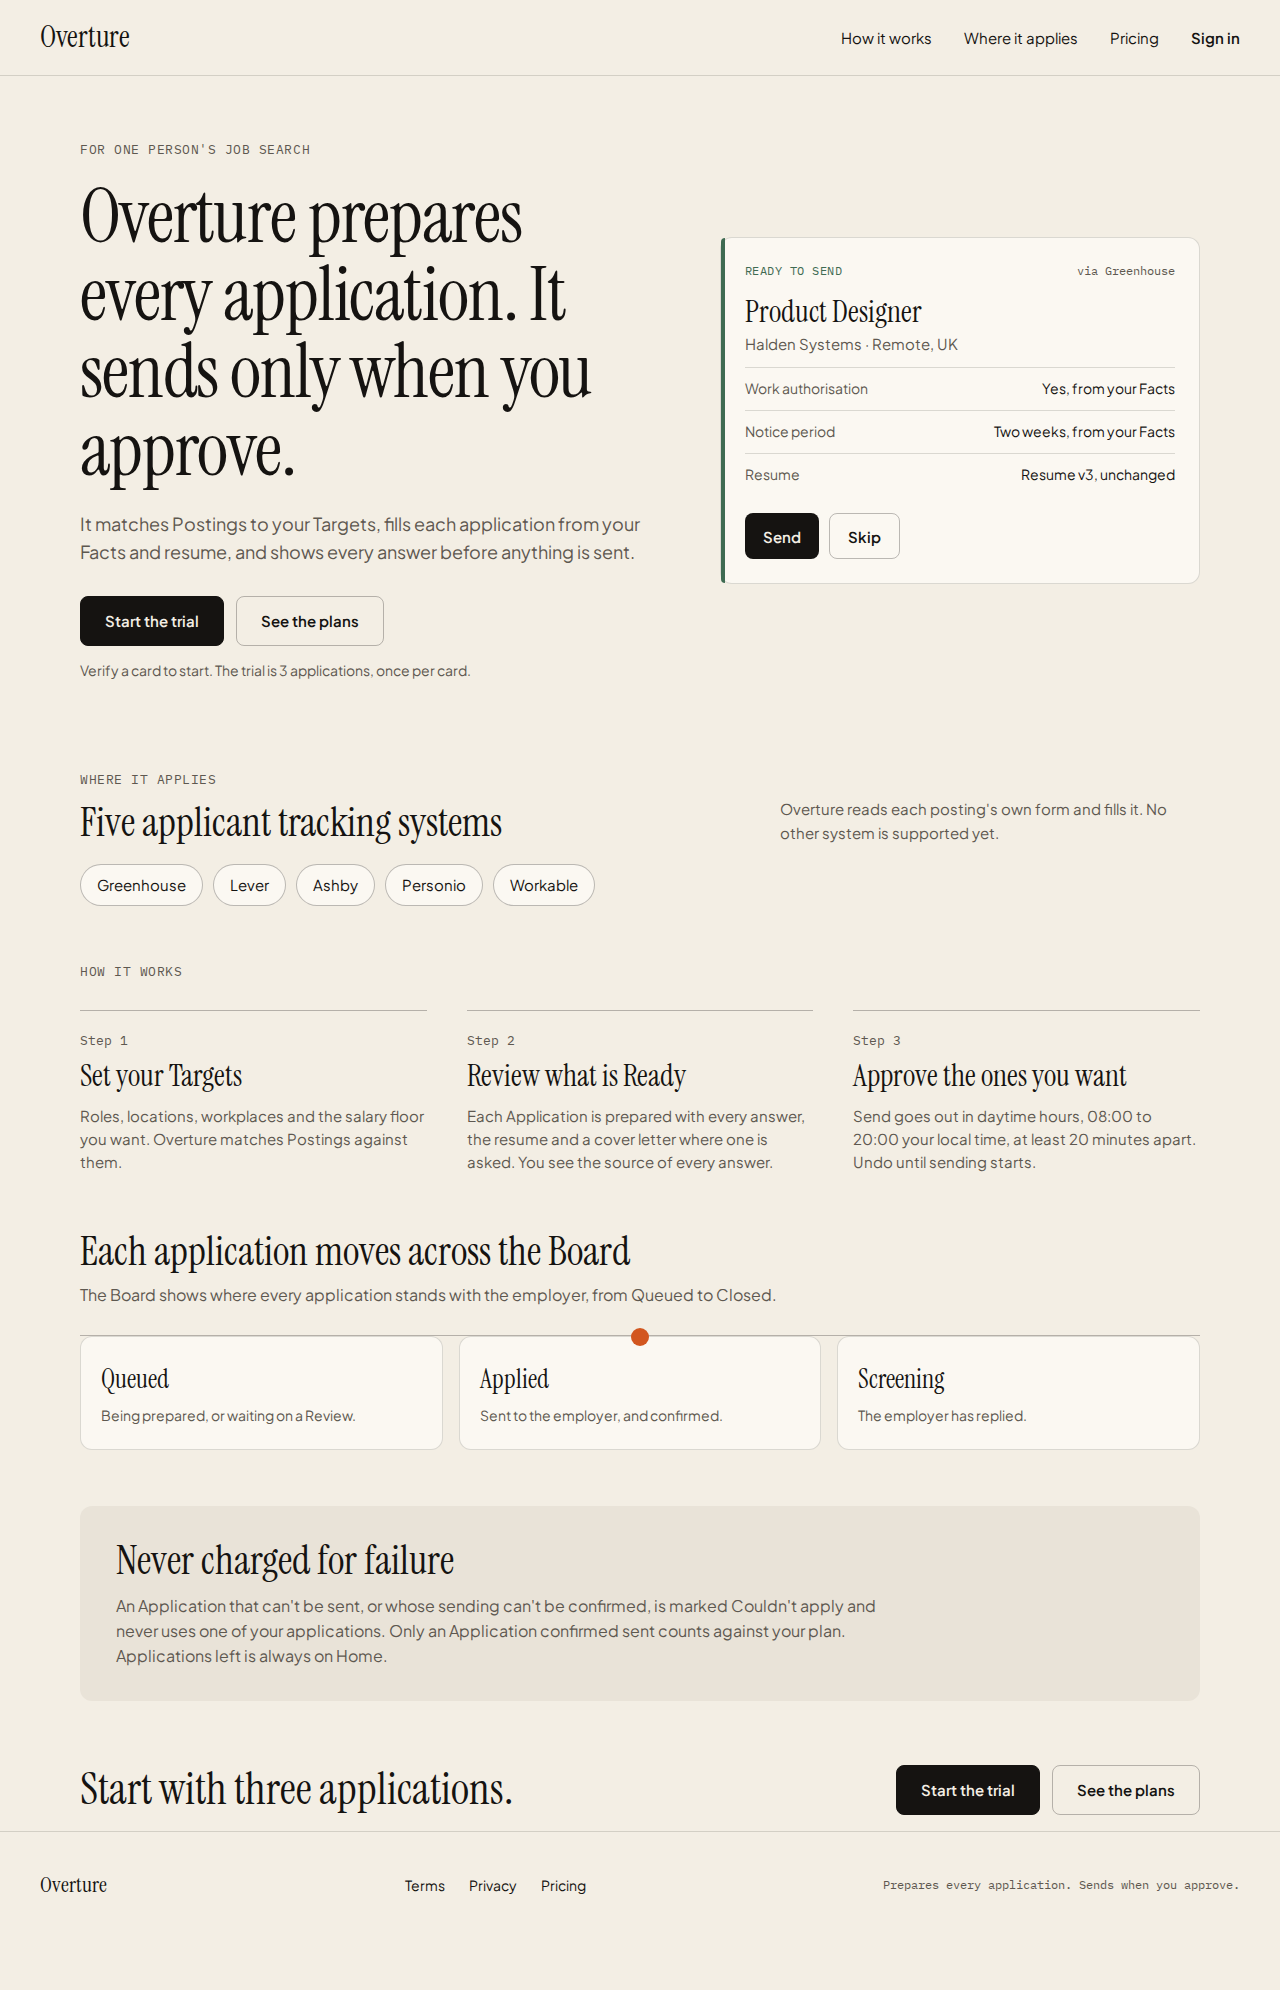 Overture
How it works
Where it applies
Pricing
Sign in
FOR ONE PERSON'S JOB SEARCH
Overture prepares
every application. It
sends only when you
approve.
It matches Postings to your Targets, fills each application from your
Facts and resume, and shows every answer before anything is sent.
Start the trial
See the plans
Verify a card to start. The trial is 3 applications, once per card.
READY TO SEND
via Greenhouse
Product Designer
Halden Systems · Remote, UK
Work authorisation
Yes, from your Facts
Notice period
Two weeks, from your Facts
Resume
Resume v3, unchanged
Send
Skip
WHERE IT APPLIES
Five applicant tracking systems
Overture reads each posting's own form and fills it. No
other system is supported yet.
Greenhouse
Lever
Ashby
Personio
Workable
HOW IT WORKS
Step 1
Set your Targets
Roles, locations, workplaces and the salary floor
you want. Overture matches Postings against
them.
Step 2
Review what is Ready
Each Application is prepared with every answer,
the resume and a cover letter where one is
asked. You see the source of every answer.
Step 3
Approve the ones you want
Send goes out in daytime hours, 08:00 to
20:00 your local time, at least 20 minutes apart.
Undo until sending starts.
Each application moves across the Board
The Board shows where every application stands with the employer, from Queued to Closed.
Queued
Being prepared, or waiting on a Review.
Applied
Sent to the employer, and confirmed.
Screening
The employer has replied.
Never charged for failure
An Application that can't be sent, or whose sending can't be confirmed, is marked Couldn't apply and
never uses one of your applications. Only an Application confirmed sent counts against your plan.
Applications left is always on Home.
Start with three applications.
Start the trial
See the plans
Overture
Terms
Privacy
Pricing
Prepares every application. Sends when you approve.